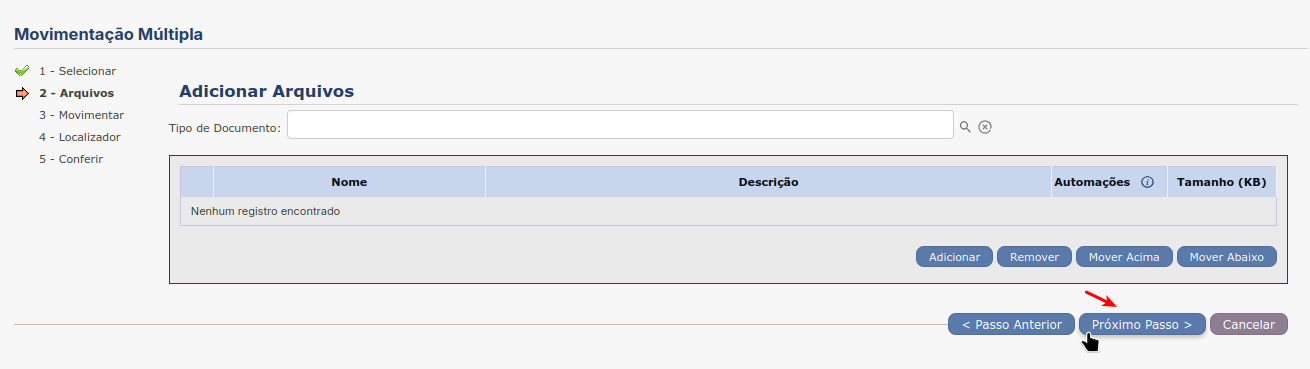 Movimentação Múltipla
1 - Selecionar
2 - Arquivos
3 - Movimentar
4 - Localizador
5 - Conferir
Adicionar Arquivos
Tipo de Documento:
Nome Descrição Automações Tamanho (KB)
Nenhum registro encontrado
Adicionar Remover Mover Acima Mover Abaixo
< Passo Anterior Próximo Passo > Cancelar